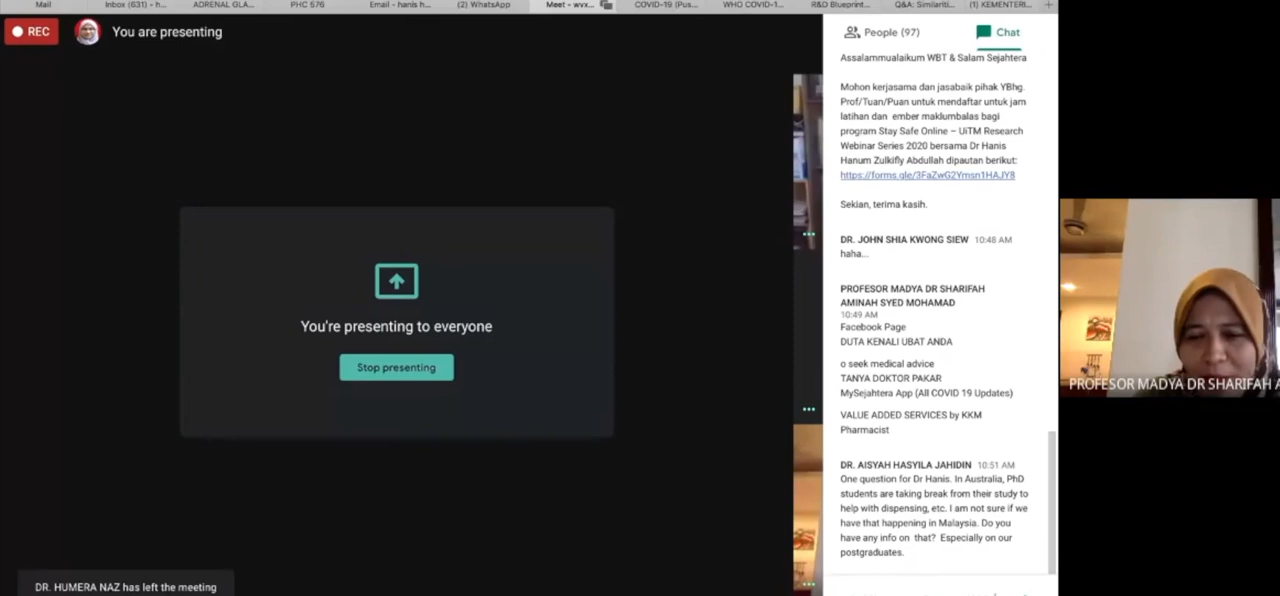 Mail
Inbox (631) - h...
ADRENAL GLA...
PHC 576
Email - hanis h...
(2) WhatsApp
Meet - wvx...
COVID-19 (Pus...
WHO COVID-1...
R&D Blueprint...
Q&A: Similariti...
(1) KEMENTERI...
REC
You are presenting
People (97)
Chat
Assalammualaikum WBT & Salam Sejahtera
Mohon kerjasama dan jasabaik pihak YBhg.
Prof/Tuan/Puan untuk mendaftar untuk jam
latihan dan ember maklumbalas bagi
program Stay Safe Online – UiTM Research
Webinar Series 2020 bersama Dr Hanis
Hanum Zulkifly Abdullah dipautan berikut:
https://forms.gle/3FaZwG2Ymsn1HAJY8
Sekian, terima kasih.
DR. JOHN SHIA KWONG SIEW 10:48 AM
haha...
PROFESOR MADYA DR SHARIFAH
AMINAH SYED MOHAMAD
10:49 AM
Facebook Page
DUTA KENALI UBAT ANDA
o seek medical advice
TANYA DOKTOR PAKAR
MySejahtera App (All COVID 19 Updates)
VALUE ADDED SERVICES by KKM
Pharmacist
DR. AISYAH HASYILA JAHIDIN 10:51 AM
One question for Dr Hanis. In Australia, PhD
students are taking break from their study to
help with dispensing, etc. I am not sure if we
have that happening in Malaysia. Do you
have any info on that? Especially on our
postgraduates.
You're presenting to everyone
Stop presenting
DR. HUMERA NAZ has left the meeting
PROFESOR MADYA DR SHARIFAH A